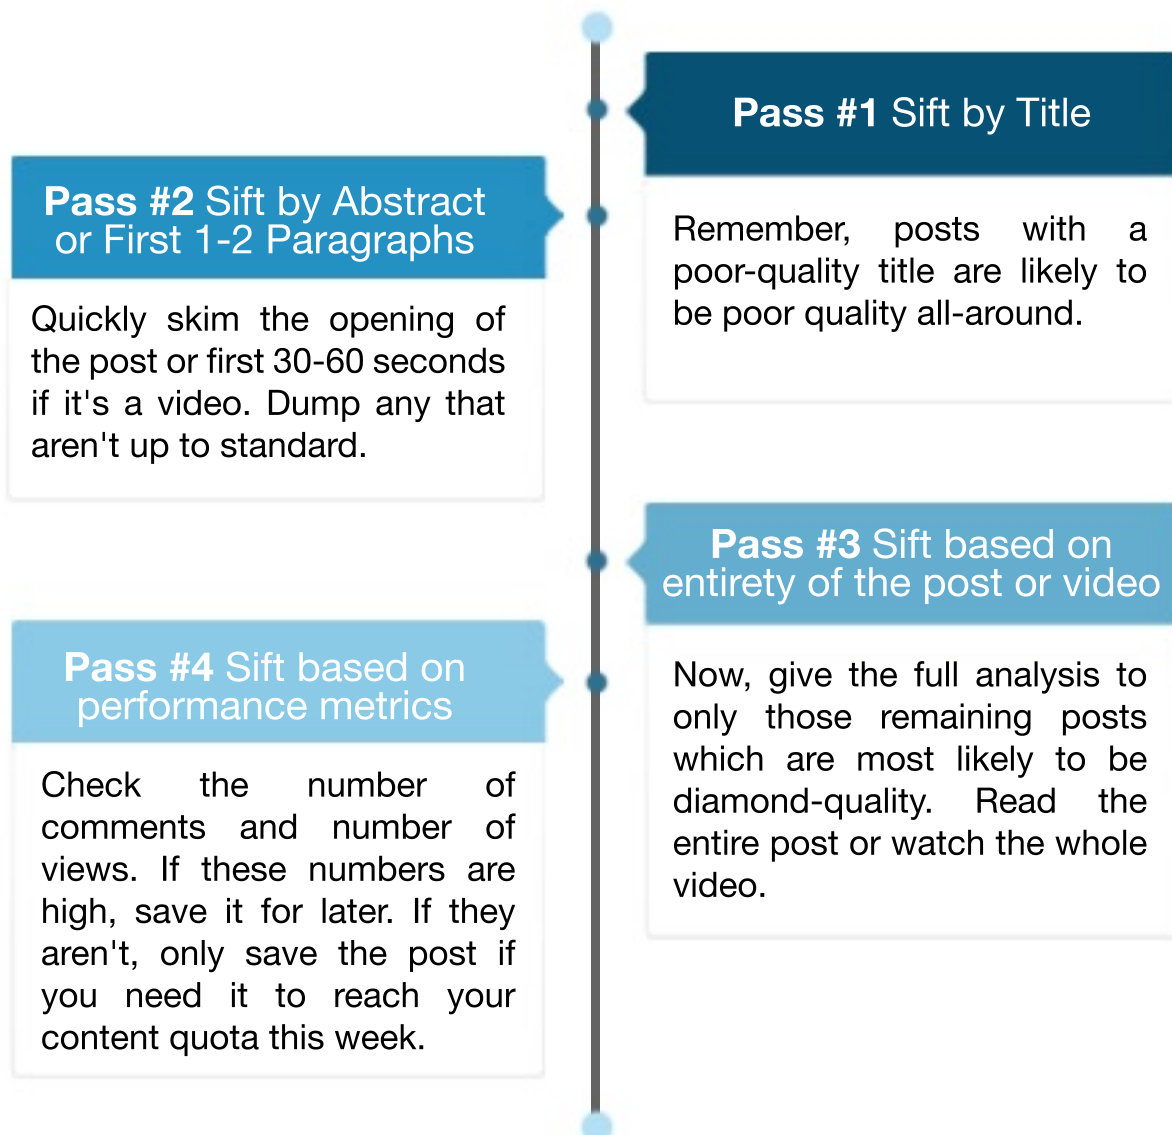 Pass #1 Sift by Title
Remember, posts with a
poor-quality title are likely to
be poor quality all-around.
Pass #2 Sift by Abstract
or First 1-2 Paragraphs
Quickly skim the opening of
the post or first 30-60 seconds
if it's a video. Dump any that
aren't up to standard.
Pass #3 Sift based on
entirety of the post or video
Now, give the full analysis to
only those remaining posts
which are most likely to be
diamond-quality. Read the
entire post or watch the whole
video.
Pass #4 Sift based on
performance metrics
Check the number of
comments and number of
views. If these numbers are
high, save it for later. If they
aren't, only save the post if
you need it to reach your
content quota this week.